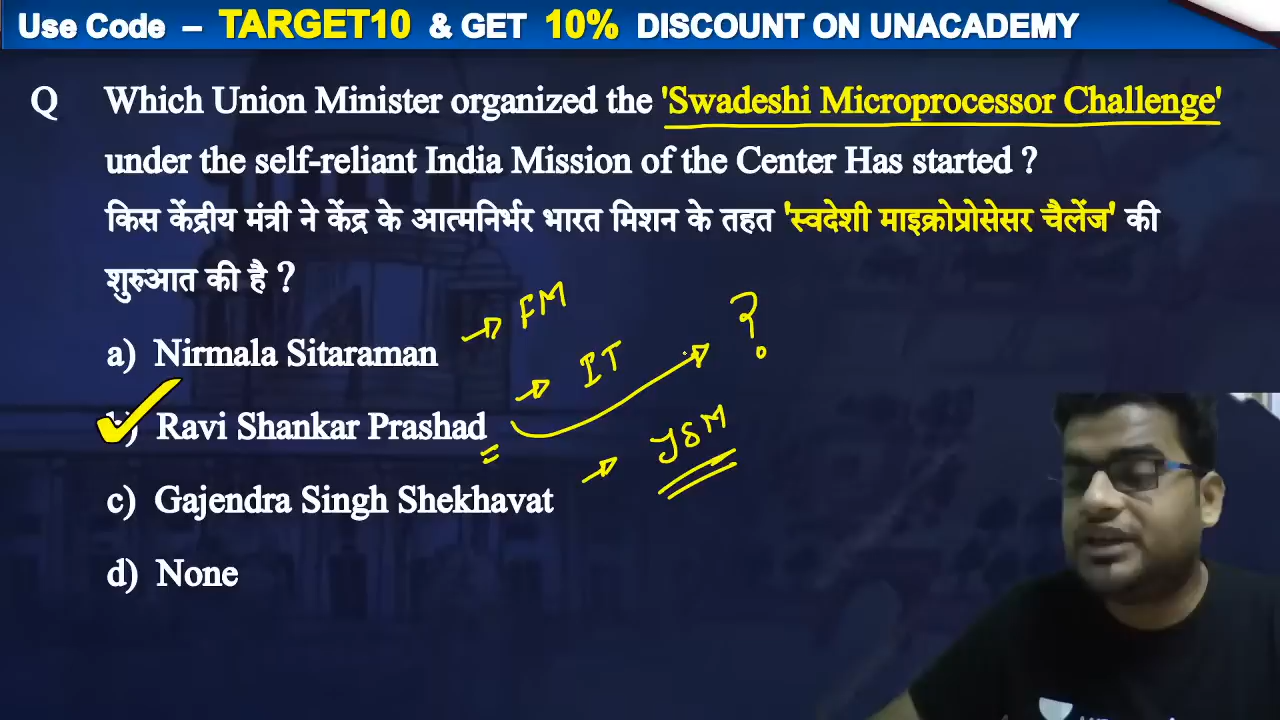 Use Code – TARGET10 & GET 10% DISCOUNT ON UNACADEMY
Q Which Union Minister organized the 'Swadeshi Microprocessor Challenge'
under the self-reliant India Mission of the Center Has started ?
किस केंद्रीय मंत्री ने केंद्र के आत्मनिर्भर भारत मिशन के तहत 'स्वदेशी माइक्रोप्रोसेसर चैलेंज' की
शुरुआत की है ?
FM
a) Nirmala Sitaraman
?
IT
b) Ravi Shankar Prashad
JSM
c) Gajendra Singh Shekhavat
d) None